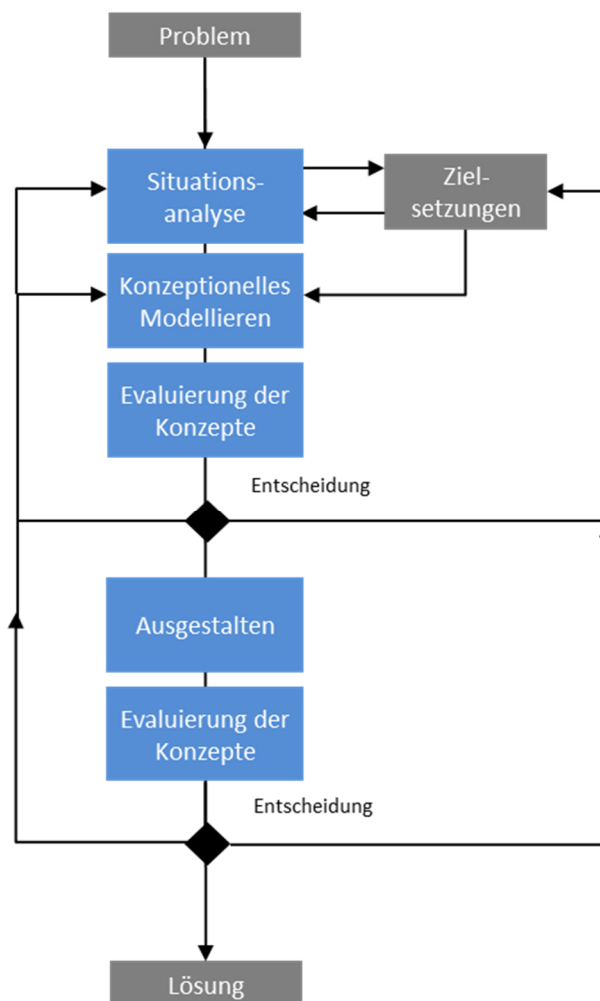 Problem
Situations-
analyse
Ziel-
setzungen
Konzeptionelles
Modellieren
Evaluierung der
Konzepte
Entscheidung
Ausgestalten
Evaluierung der
Konzepte
Entscheidung
Lösung